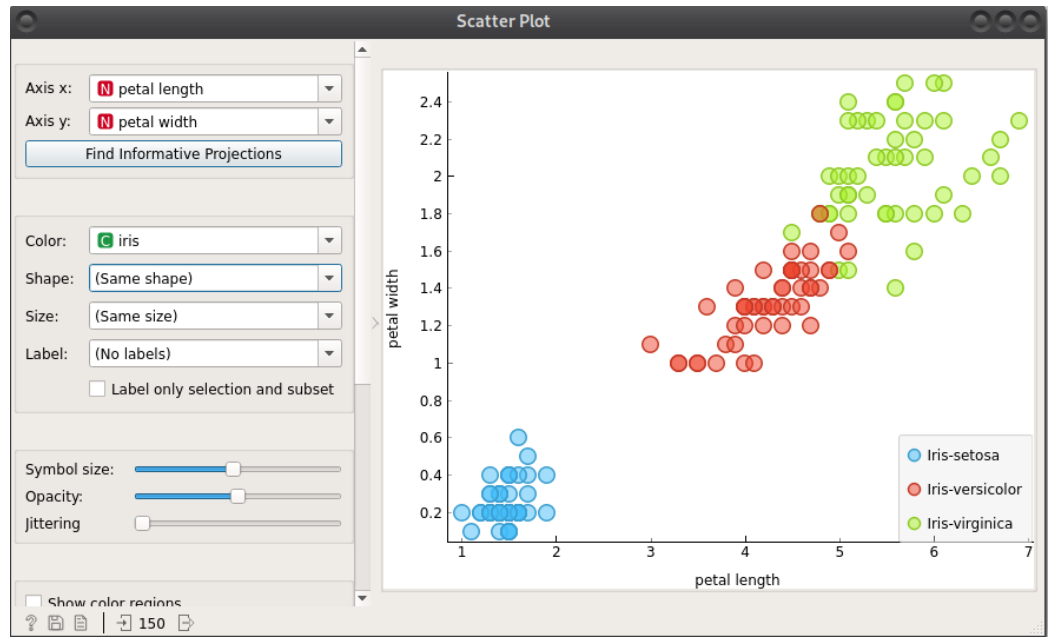 Scatter Plot
Axis x: N petal length
Axis y: N petal width
Find Informative Projections
Color: C iris
Shape: (Same shape)
Size: (Same size)
Label: (No labels)
Label only selection and subset
Symbol size:
Opacity:
Jittering
Show color regions
? 150
petal width
2.4
2.2
2
1.8
1.6
1.4
1.2
1
0.8
0.6
0.4
0.2
1 2 3 4 5 6 7
petal length
Iris-setosa
Iris-versicolor
Iris-virginica